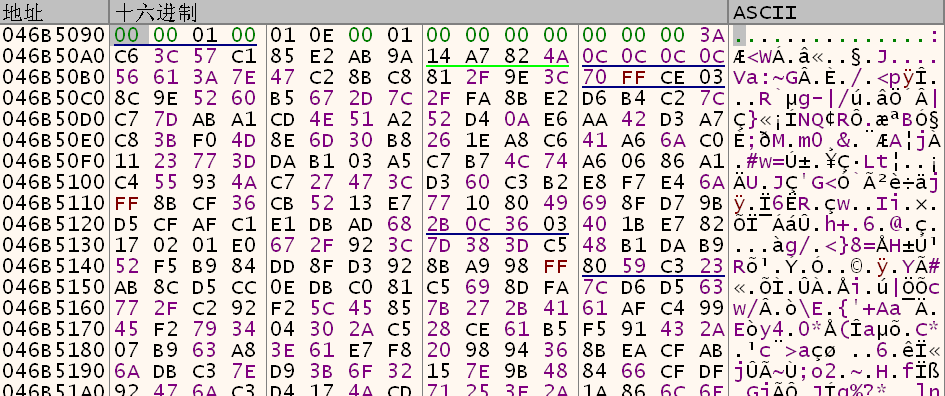 地址 十六进制 ASCII
046B5090 00 00 01 00 01 0E 00 01 00 00 00 00 00 00 00 3A ...............:
046B50A0 C6 3C 57 C1 85 E2 AB 9A 14 A7 82 4A 0C 0C 0C 0C Æ<WÁ.â«..§.J....
046B50B0 56 61 3A 7E 47 C2 8B C8 81 2F 9E 3C 70 FF CE 03 Va:~GÂ.È./.<pÿÎ.
046B50C0 8C 9E 52 60 B5 67 2D 7C 2F FA 8B E2 D6 B4 C2 7C ..R`µg-|/ú.âÖ´Â|
046B50D0 C7 7D AB A1 CD 4E 51 A2 52 D4 0A E6 AA 42 D3 A7 Ç}«¡ÍNQ¢RÔ.æªBÓ§
046B50E0 C8 3B F0 4D 8E 6D 30 B8 26 1E A8 C6 41 A6 6A C0 È;ðM.m0¸&.¨ÆA¦jÀ
046B50F0 11 23 77 3D DA B1 03 A5 C7 B7 4C 74 A6 06 86 A1 .#w=Ú±.¥Ç·Lt¦..¡
046B5100 C4 55 93 4A C7 27 47 3C D3 60 C3 B2 E8 F7 E4 6A ÄU.JÇ'G<Ó`Ã²è÷äj
046B5110 FF 8B CF 36 CB 52 13 E7 77 10 80 49 69 8F D7 9B ÿ.Ï6ËR.çw..Ii.×.
046B5120 D5 CF AF C1 E1 DB AD 68 2B 0C 36 03 40 1B E7 82 ÕÏ¯ÁáÛ.h+.6.@.ç.
046B5130 17 02 01 E0 67 2F 92 3C 7D 38 3D C5 48 B1 DA B9 ...àg/.<}8=ÅH±Ú¹
046B5140 52 F5 B9 84 DD 8F D3 92 8B A9 98 FF 80 59 C3 23 Rõ¹.Ý.Ó..©.ÿ.YÃ#
046B5150 AB 8C D5 CC 0E DB C0 81 C5 69 8D FA 7C D6 D5 63 «.ÕÌ.ÛÀ.Åi.ú|ÖÕc
046B5160 77 2F C2 92 F2 5C 45 85 7B 27 2B 41 61 AF C4 99 w/Â.ò\E.{'+Aa¯Ä.
046B5170 45 F2 79 34 04 30 2A C5 28 CE 61 B5 F5 91 43 2A Eòy4.0*Å(Îaµõ.C*
046B5180 07 B9 63 A8 3E 61 E7 F8 20 98 94 36 8B EA CF AB .¹c¨>açø ..6.êÏ«
046B5190 6A DB C3 7E D9 3B 6F 32 15 7E 9B 48 84 66 CF DF jÛÃ~Ù;o2.~.H.fÏß
046B51A0 92 47 6A C3 D4 17 4A CD 71 25 3F 2A 1A 86 6C 6E